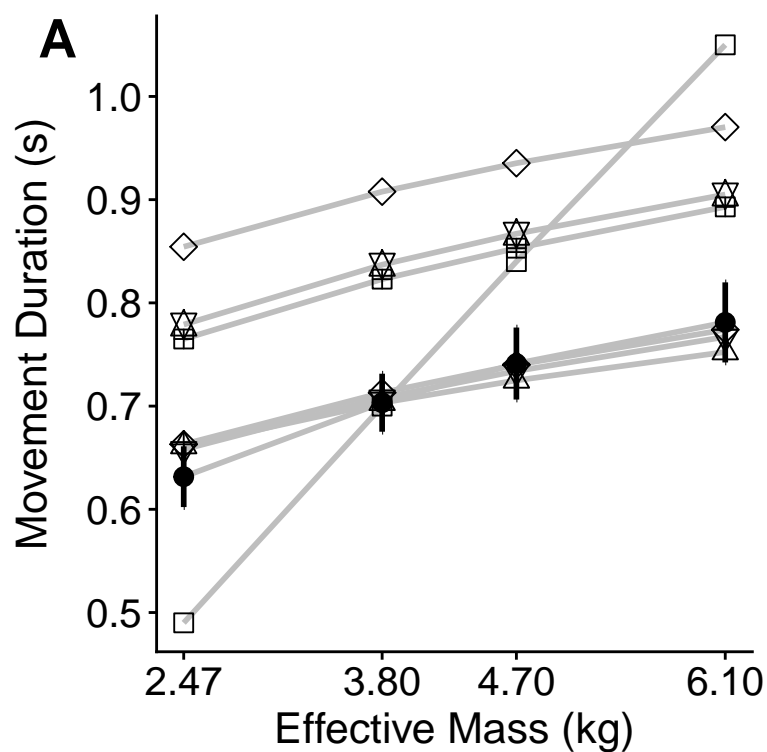 A
Movement Duration (s)
1.0
0.9
0.8
0.7
0.6
0.5
2.47 3.80 4.70 6.10
Effective Mass (kg)